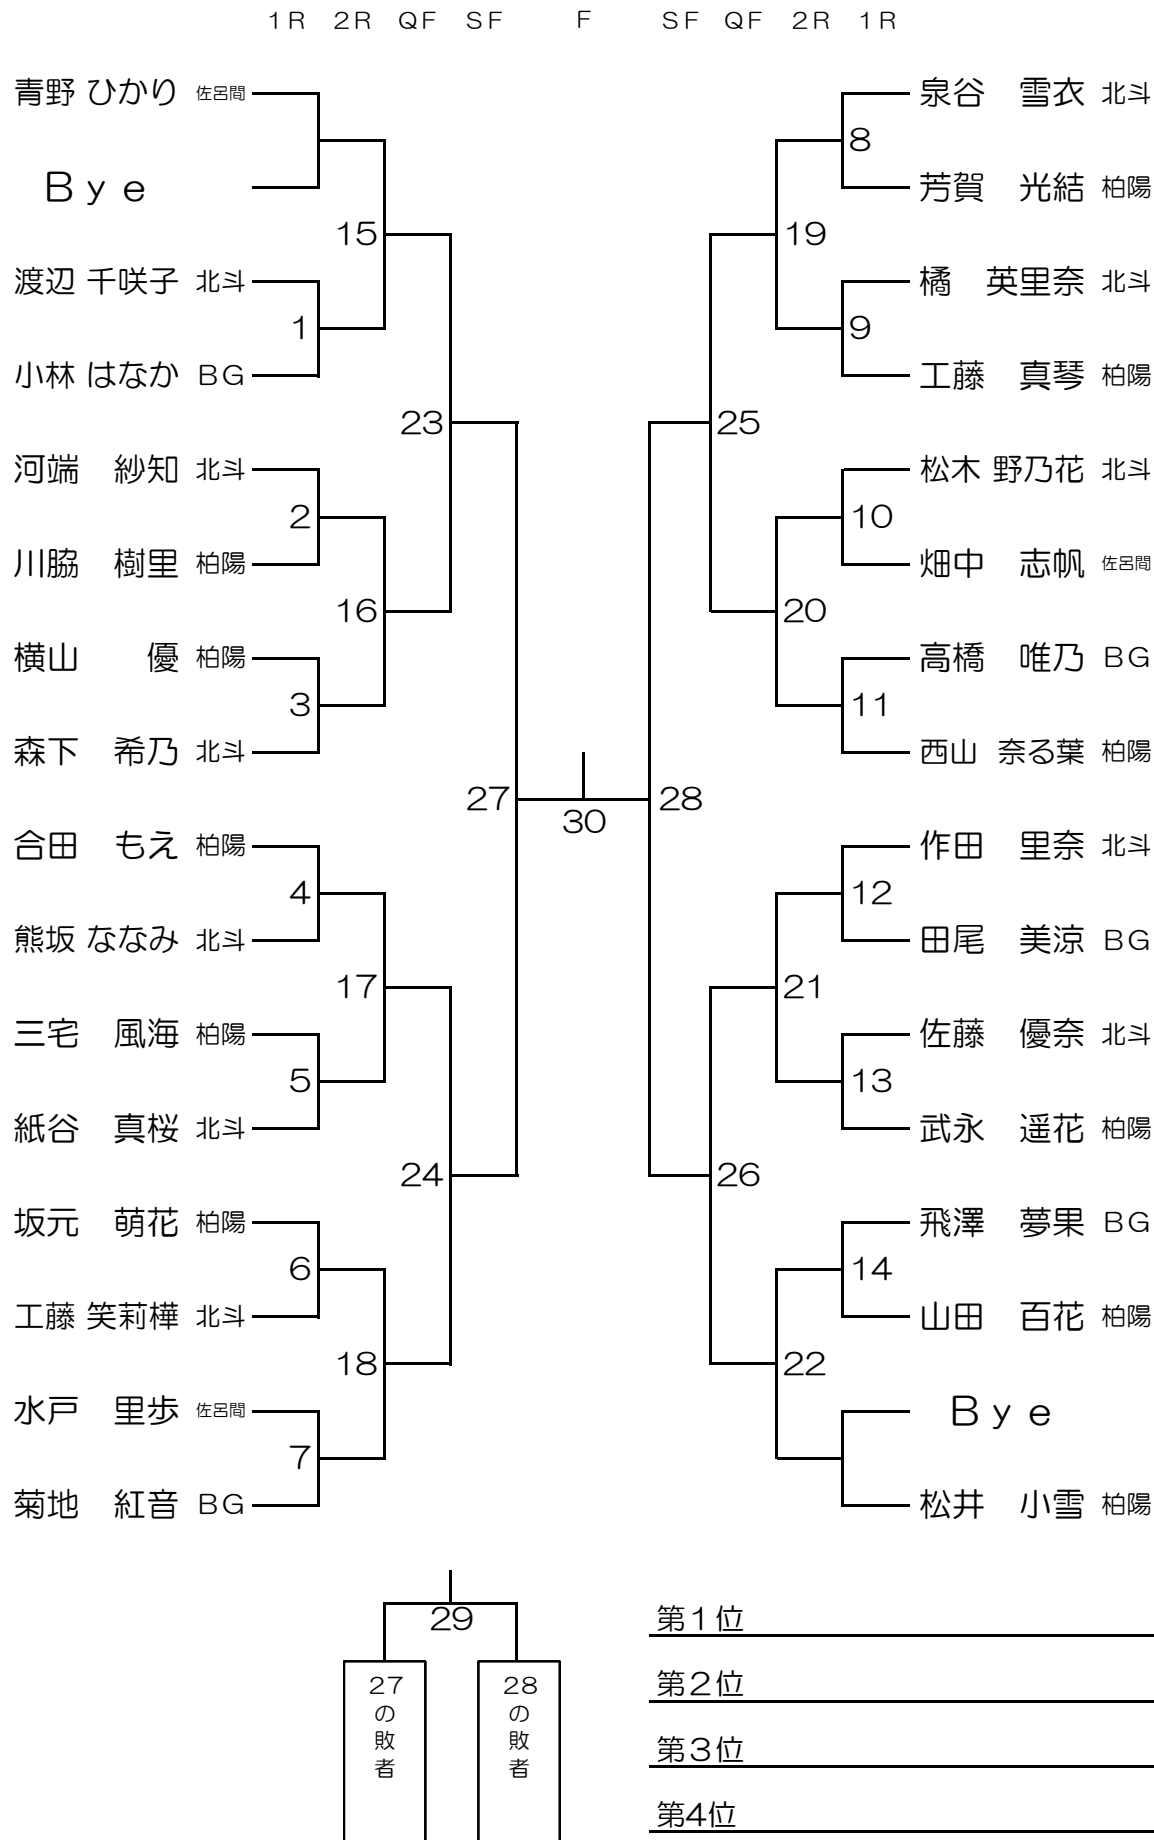 1R 2R QF SF F SF QF 2R 1R
青野 ひかり 佐呂間
Bye
15
渡辺 千咲子 北斗
1
小林 はなか BG
23
河端 紗知 北斗
2
川脇 樹里 柏陽
16
横山 優 柏陽
3
森下 希乃 北斗
27
合田 もえ 柏陽
4
熊坂 ななみ 北斗
17
三宅 風海 柏陽
5
紙谷 真桜 北斗
24
坂元 萌花 柏陽
6
工藤 笑莉樺 北斗
18
水戸 里歩 佐呂間
7
菊地 紅音 BG
30
泉谷 雪衣 北斗
8
芳賀 光結 柏陽
19
橘 英里奈 北斗
9
工藤 真琴 柏陽
25
松木 野乃花 北斗
10
畑中 志帆 佐呂間
20
高橋 唯乃 BG
11
西山 奈る葉 柏陽
28
作田 里奈 北斗
12
田尾 美涼 BG
21
佐藤 優奈 北斗
13
武永 遥花 柏陽
26
飛澤 夢果 BG
14
山田 百花 柏陽
22
Bye
松井 小雪 柏陽
29
27の敗者
28の敗者
第1位
第2位
第3位
第4位